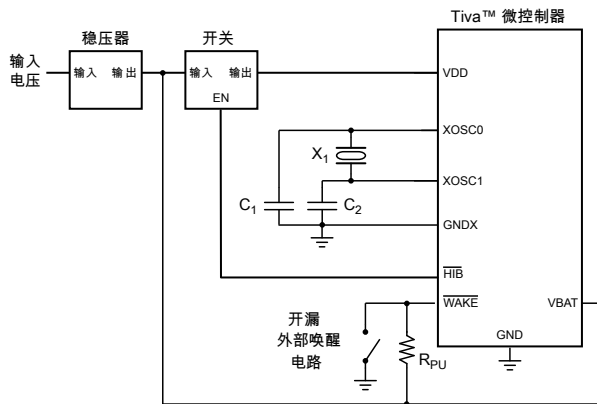 Tiva™ 微控制器
稳压器
开关
输入
电压
输入 输出
输入 输出
EN
VDD
XOSC0
X1
XOSC1
C1
C2
GNDX
HIB
WAKE
VBAT
开漏
外部唤醒
电路
RPU
GND